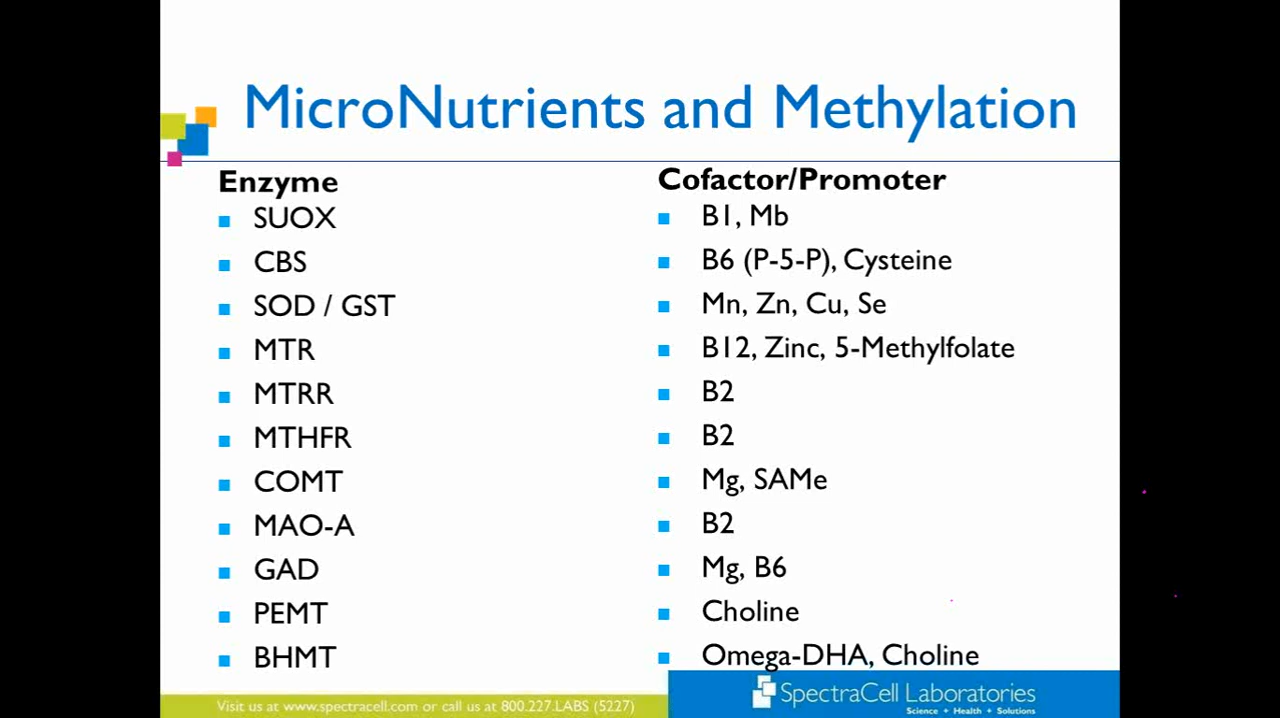 MicroNutrients and Methylation
Enzyme
SUOX
CBS
SOD / GST
MTR
MTRR
MTHFR
COMT
MAO-A
GAD
PEMT
BHMT
Cofactor/Promoter
B1, Mb
B6 (P-5-P), Cysteine
Mn, Zn, Cu, Se
B12, Zinc, 5-Methylfolate
B2
B2
Mg, SAMe
B2
Mg, B6
Choline
Omega-DHA, Choline
Visit us at www.spectracell.com or call us at 800.227.LABS (5227)
SpectraCell Laboratories
Science + Health + Solutions